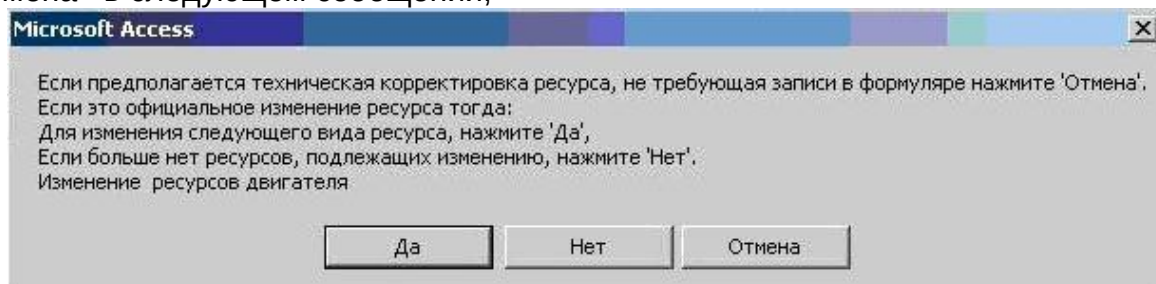 в следующем сообщении,
Microsoft Access
Если предполагается техническая корректировка ресурса, не требующая записи в формуляре нажмите 'Отмена'.
Если это официальное изменение ресурса тогда:
Для изменения следующего вида ресурса, нажмите 'Да',
Если больше нет ресурсов, подлежащих изменению, нажмите 'Нет'.
Изменение ресурсов двигателя
Да Нет Отмена